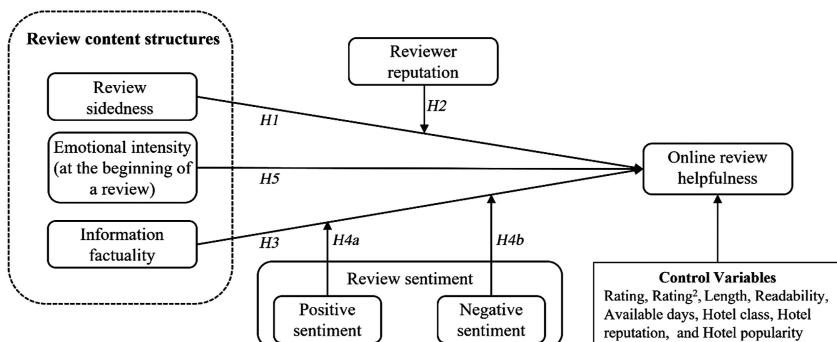 Review content structures
Review
sidedness
Emotional intensity
(at the beginning of
a review)
Information
factuality
Reviewer
reputation
H1
H2
H5
H3
H4a
H4b
Online review
helpfulness
Review sentiment
Positive
sentiment
Negative
sentiment
Control Variables
Rating, Rating², Length, Readability,
Available days, Hotel class, Hotel
reputation, and Hotel popularity